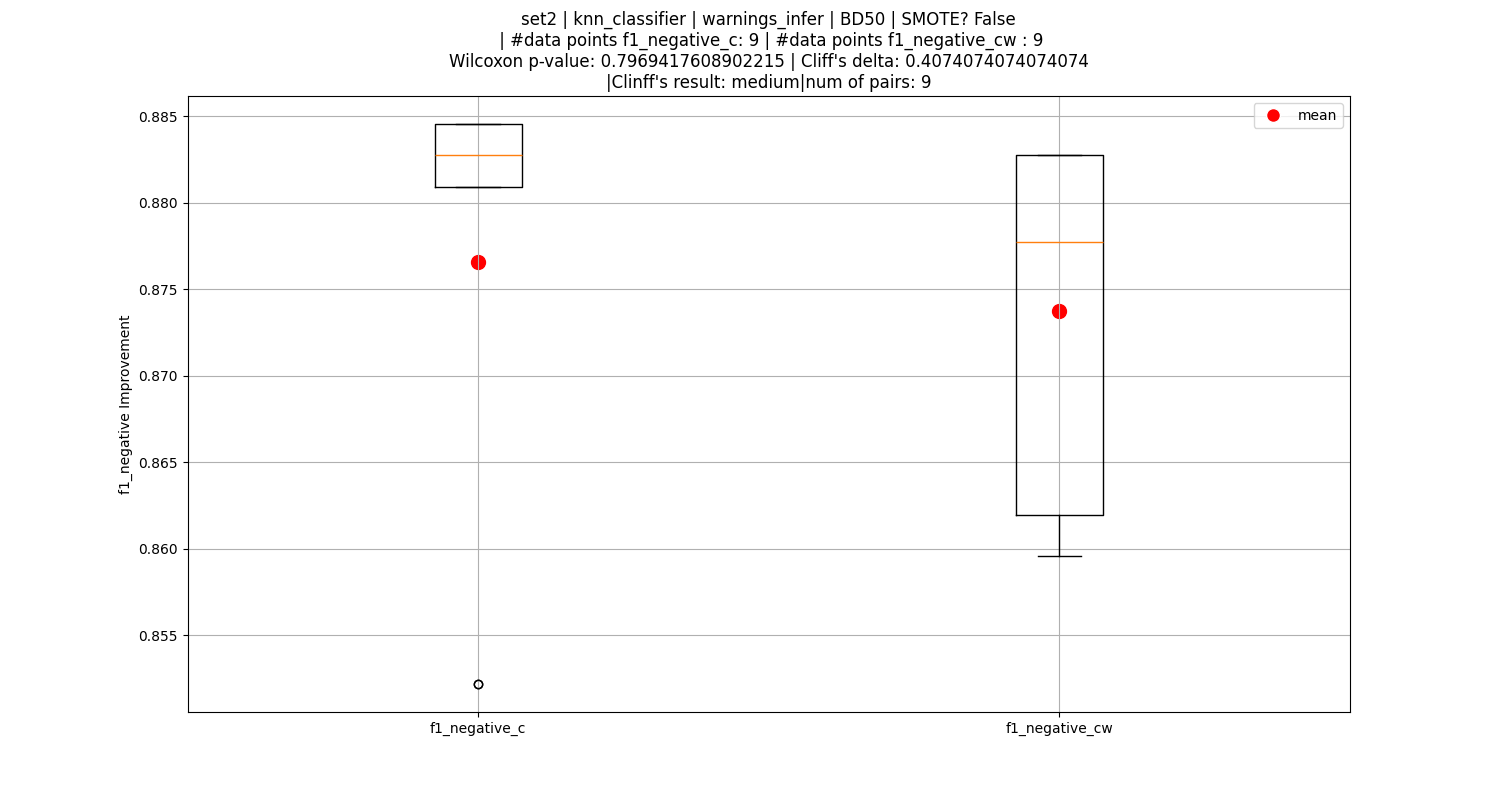 set2 | knn_classifier | warnings_infer | BD50 | SMOTE? False
| #data points f1_negative_c: 9 | #data points f1_negative_cw : 9
Wilcoxon p-value: 0.7969417608902215 | Cliff's delta: 0.4074074074074074
|Clinff's result: medium|num of pairs: 9
mean
0.885
0.880
0.875
0.870
0.865
0.860
0.855
f1_negative Improvement
f1_negative_c
f1_negative_cw